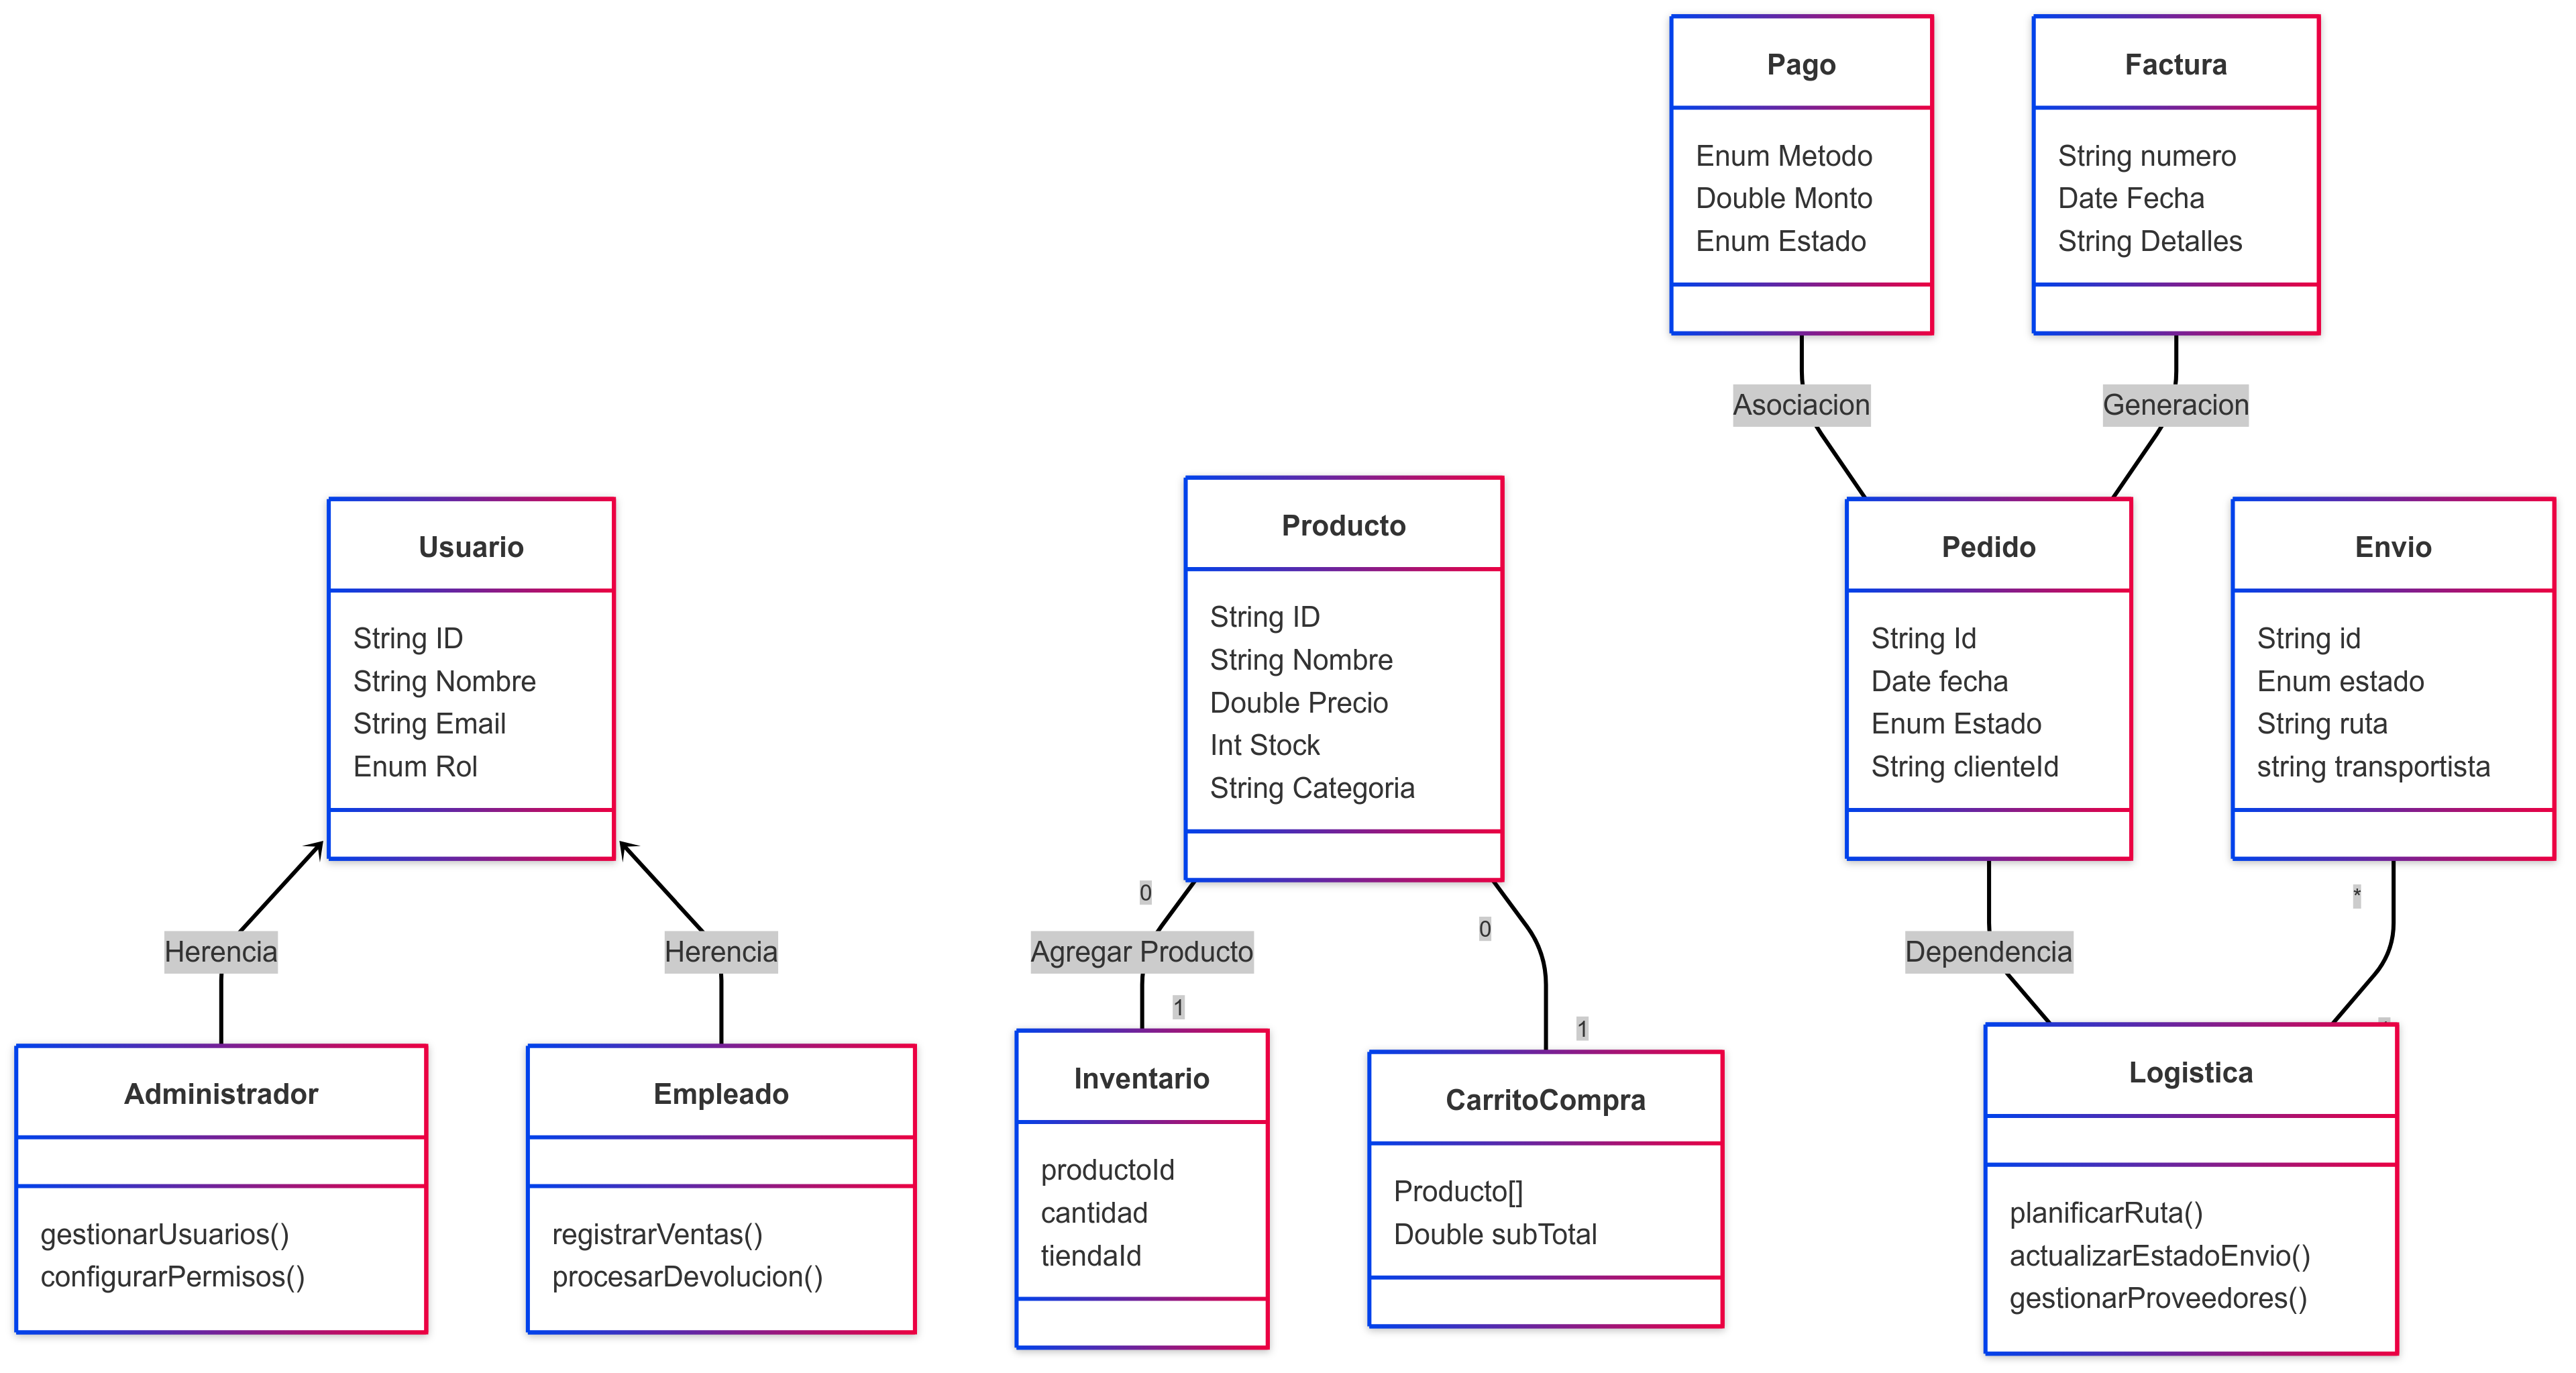 Pago
Enum Metodo
Double Monto
Enum Estado
Factura
String numero
Date Fecha
String Detalles
Asociacion
Generacion
Usuario
String ID
String Nombre
String Email
Enum Rol
Producto
String ID
String Nombre
Double Precio
Int Stock
String Categoria
Pedido
String Id
Date fecha
Enum Estado
String clienteId
Envio
String id
Enum estado
String ruta
string transportista
Herencia
Herencia
0
Agregar Producto
1
0
1
Dependencia
*
Administrador
gestionarUsuarios()
configurarPermisos()
Empleado
registrarVentas()
procesarDevolucion()
Inventario
productoId
cantidad
tiendaId
CarritoCompra
Producto[]
Double subTotal
Logistica
planificarRuta()
actualizarEstadoEnvio()
gestionarProveedores()